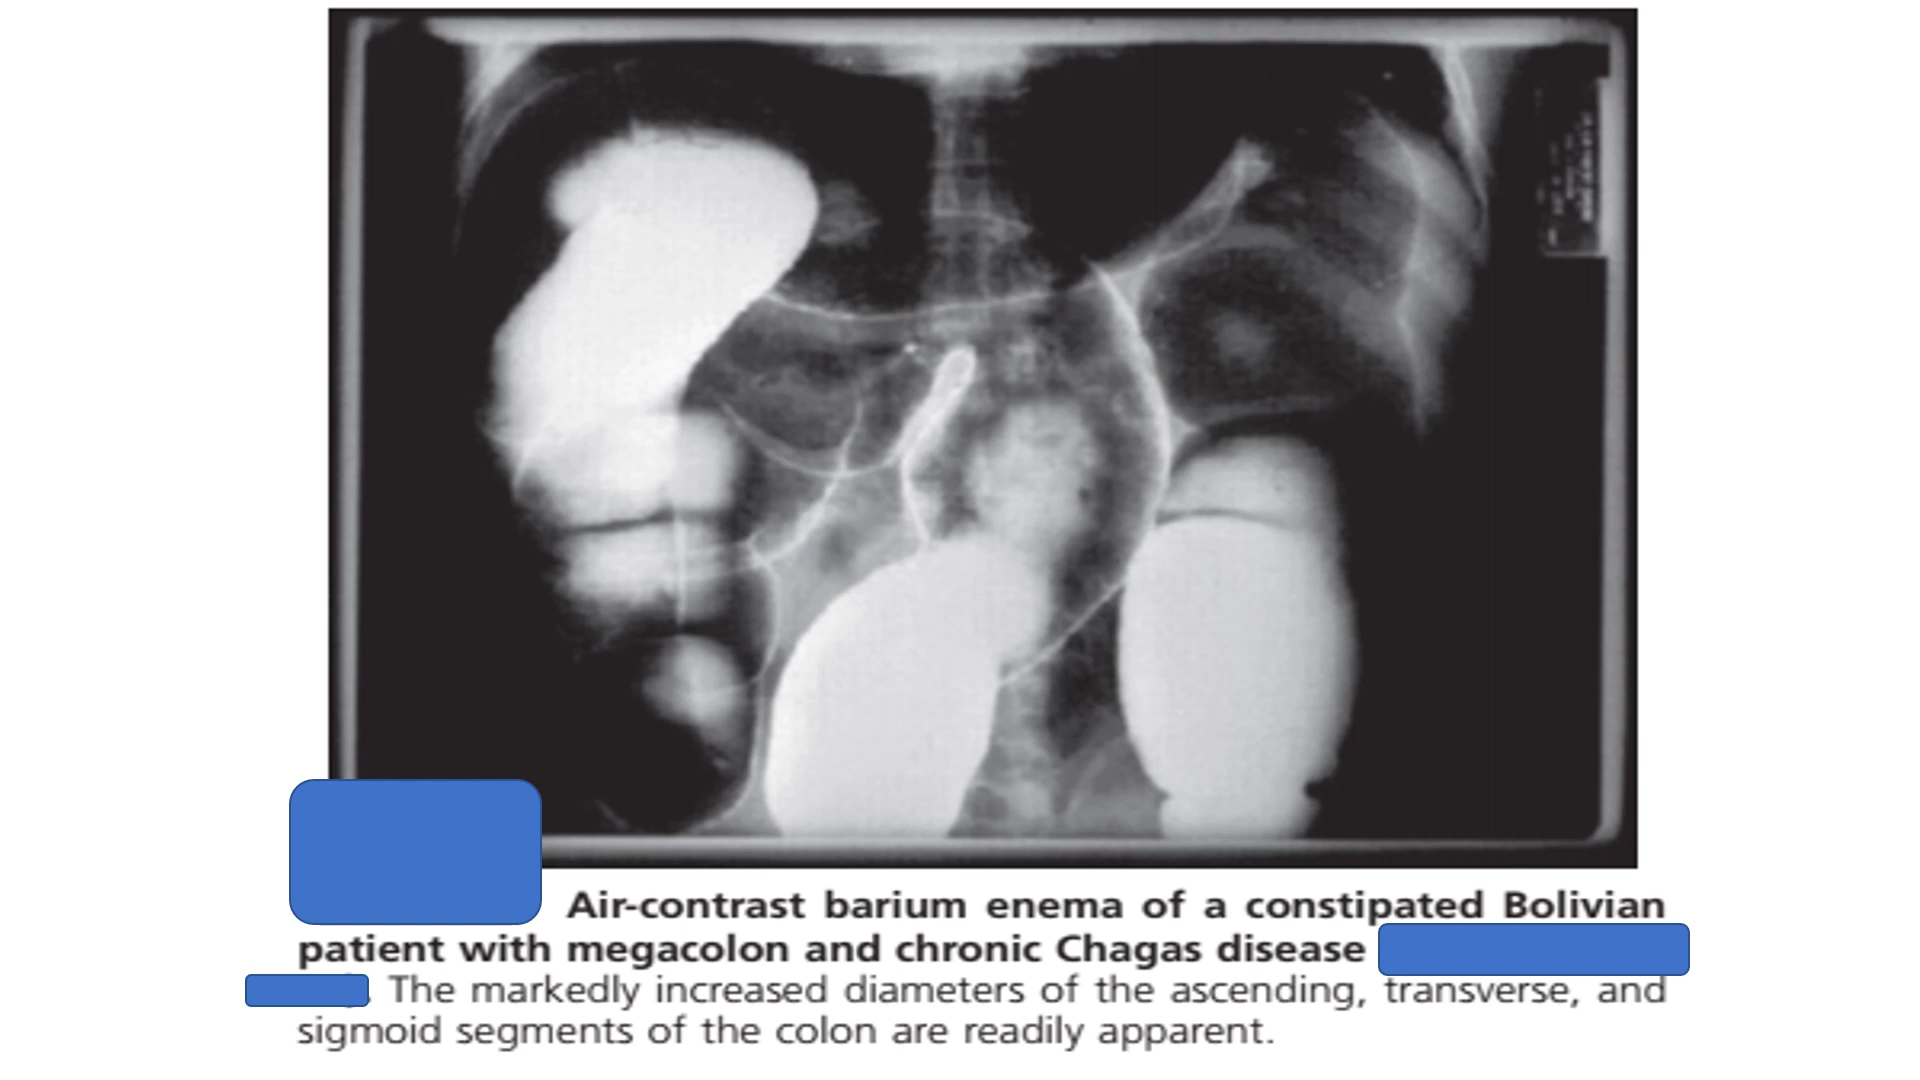 Air-contrast barium enema of a constipated Bolivian
patient with megacolon and chronic Chagas disease
The markedly increased diameters of the ascending, transverse, and
sigmoid segments of the colon are readily apparent.